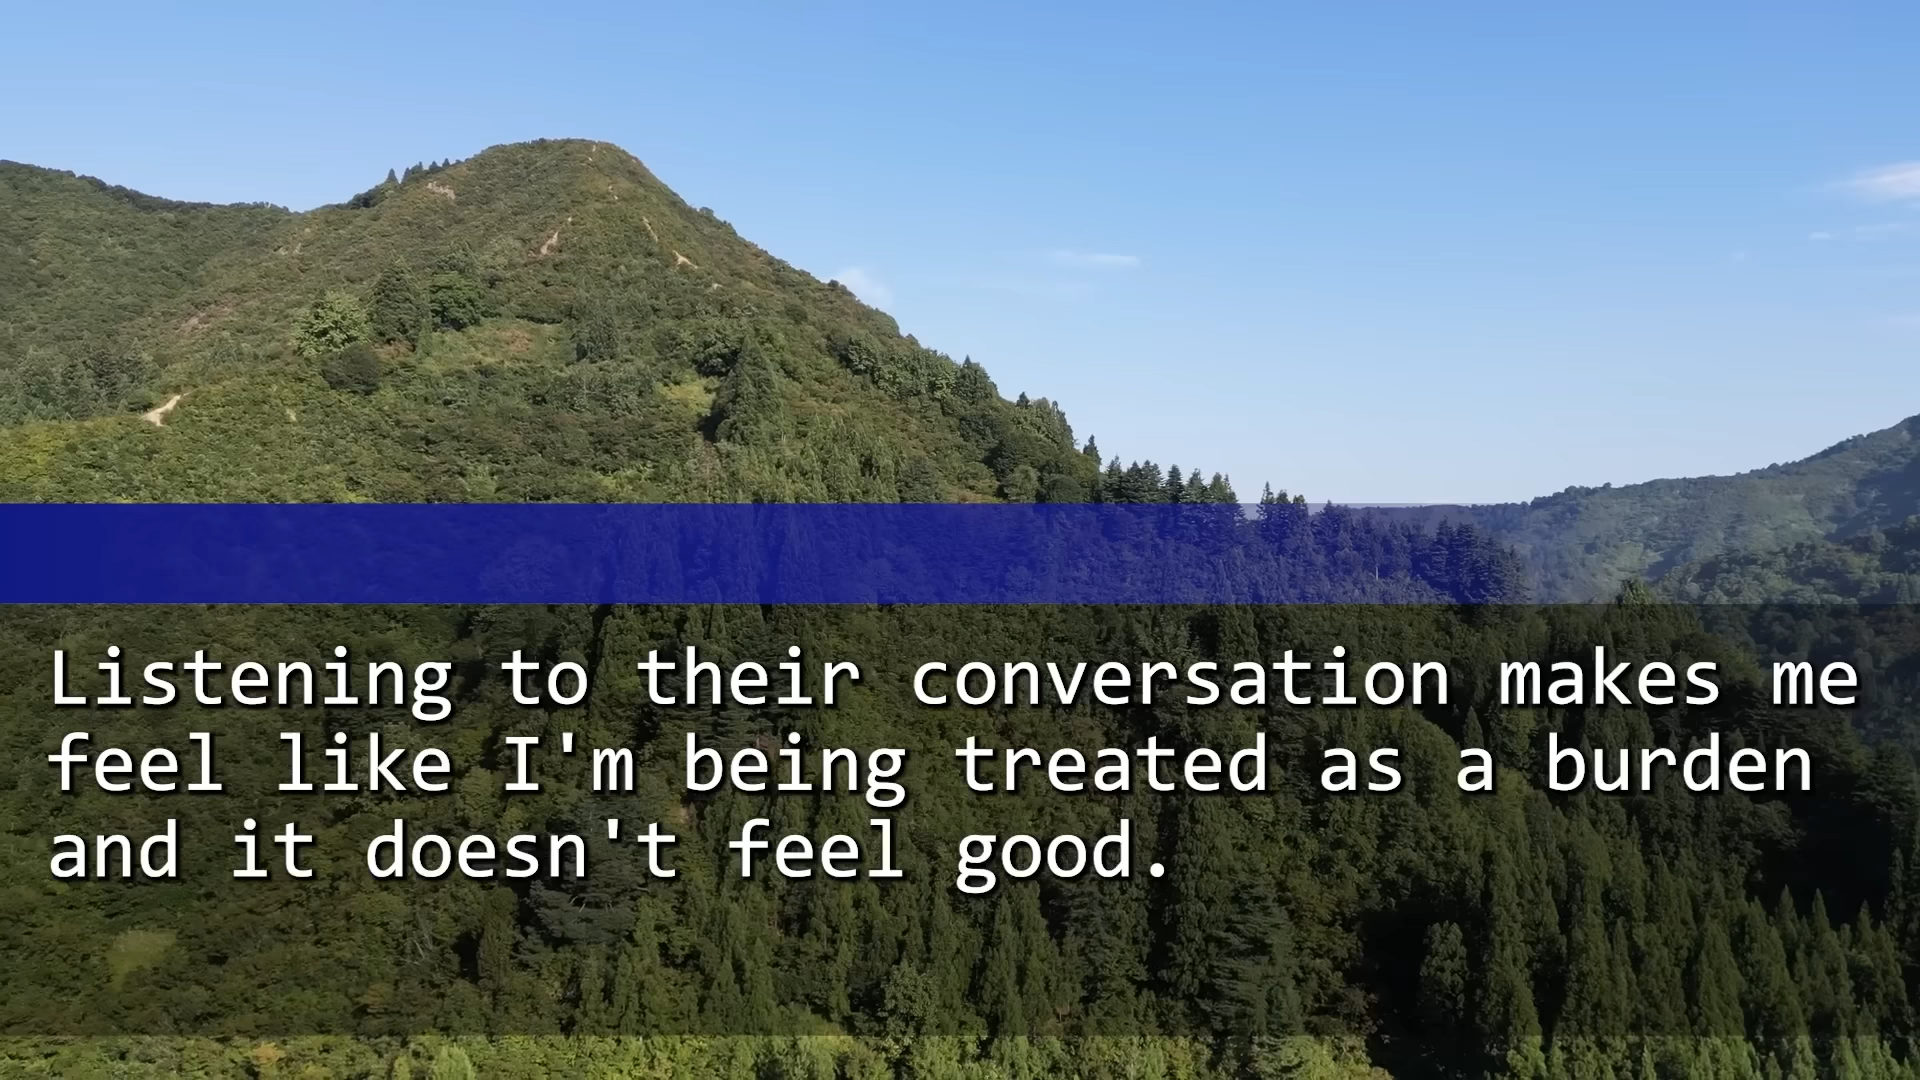 Listening to their conversation makes me
feel like I'm being treated as a burden
and it doesn't feel good.